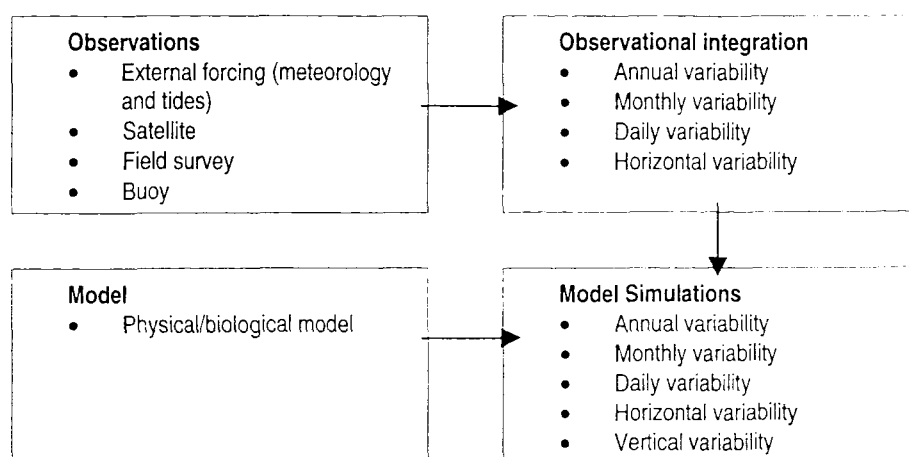 Observations
• External forcing (meteorology
and tides)
• Satellite
• Field survey
• Buoy
Observational integration
• Annual variability
• Monthly variability
• Daily variability
• Horizontal variability
Model
• Physical/biological model
Model Simulations
• Annual variability
• Monthly variability
• Daily variability
• Horizontal variability
• Vertical variability